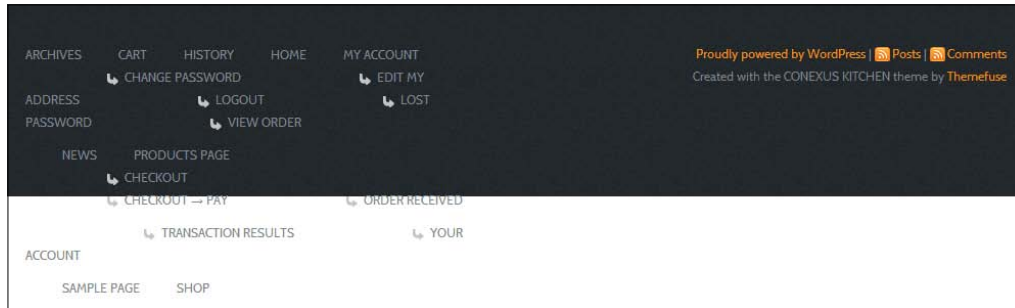 ARCHIVES CART HISTORY HOME MY ACCOUNT
CHANGE PASSWORD EDIT MY
ADDRESS LOGOUT LOST
PASSWORD VIEW ORDER
NEWS PRODUCTS PAGE
CHECKOUT
CHECKOUT → PAY ORDER RECEIVED
TRANSACTION RESULTS YOUR
ACCOUNT
SAMPLE PAGE SHOP
Proudly powered by WordPress | Posts | Comments
Created with the CONEXUS KITCHEN theme by Themefuse